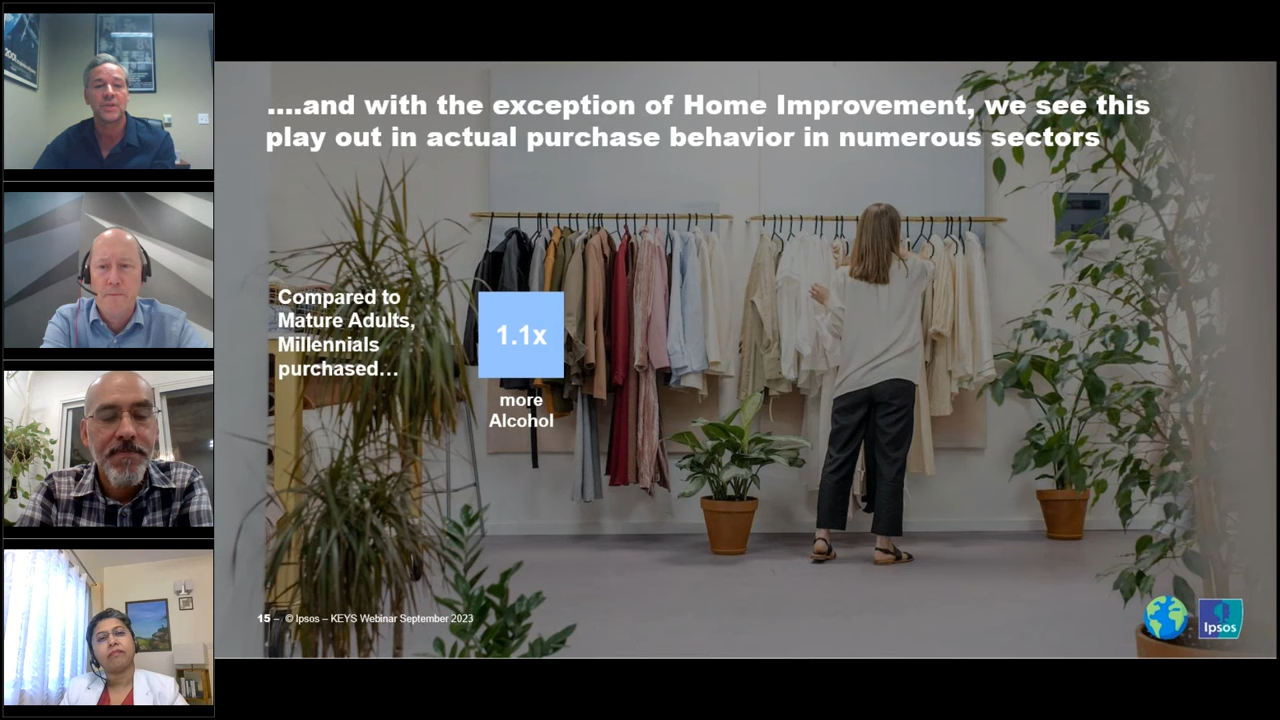 ....and with the exception of Home Improvement, we see this
play out in actual purchase behavior in numerous sectors
Compared to
Mature Adults,
Millennials
purchased...
1.1x
more
Alcohol
15 – © Ipsos – KEYS Webinar September 2023
Ipsos